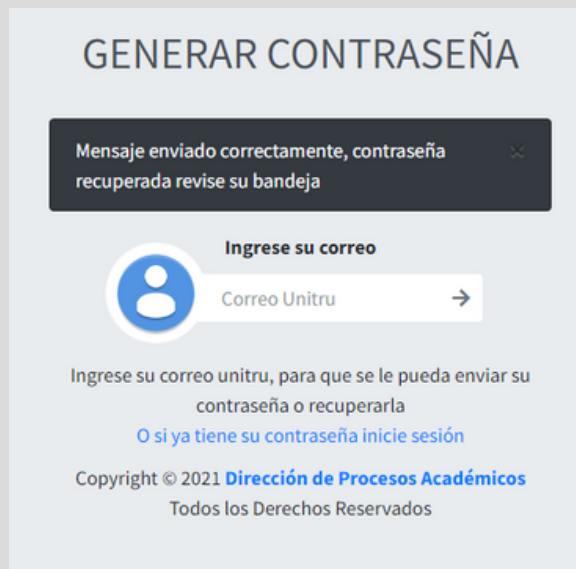 GENERAR CONTRASEÑA
Mensaje enviado correctamente, contraseña
recuperada revise su bandeja
Ingrese su correo
Correo Unitru
Ingrese su correo unitru, para que se le pueda enviar su
contraseña o recuperarla
O si ya tiene su contraseña inicie sesión
Copyright © 2021 Dirección de Procesos Académicos
Todos los Derechos Reservados